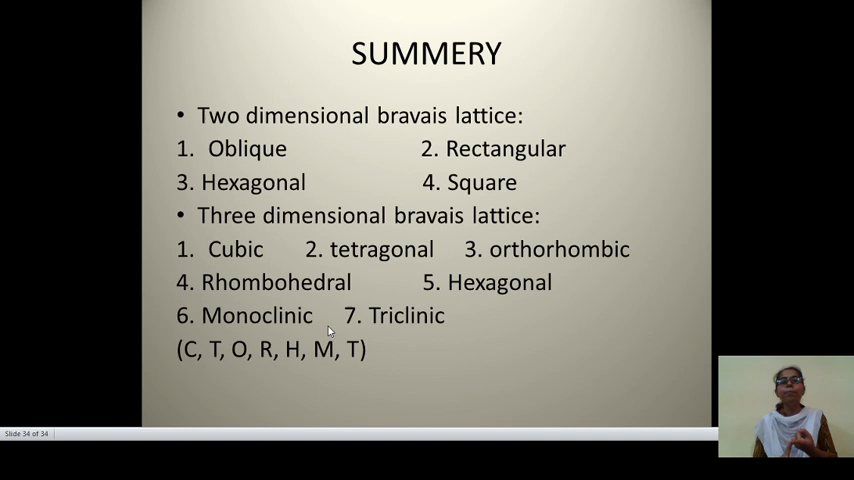 SUMMERY
• Two dimensional bravais lattice:
1. Oblique 2. Rectangular
3. Hexagonal 4. Square
• Three dimensional bravais lattice:
1. Cubic 2. tetragonal 3. orthorhombic
4. Rhombohedral 5. Hexagonal
6. Monoclinic 7. Triclinic
(C, T, O, R, H, M, T)
Slide 34 of 34